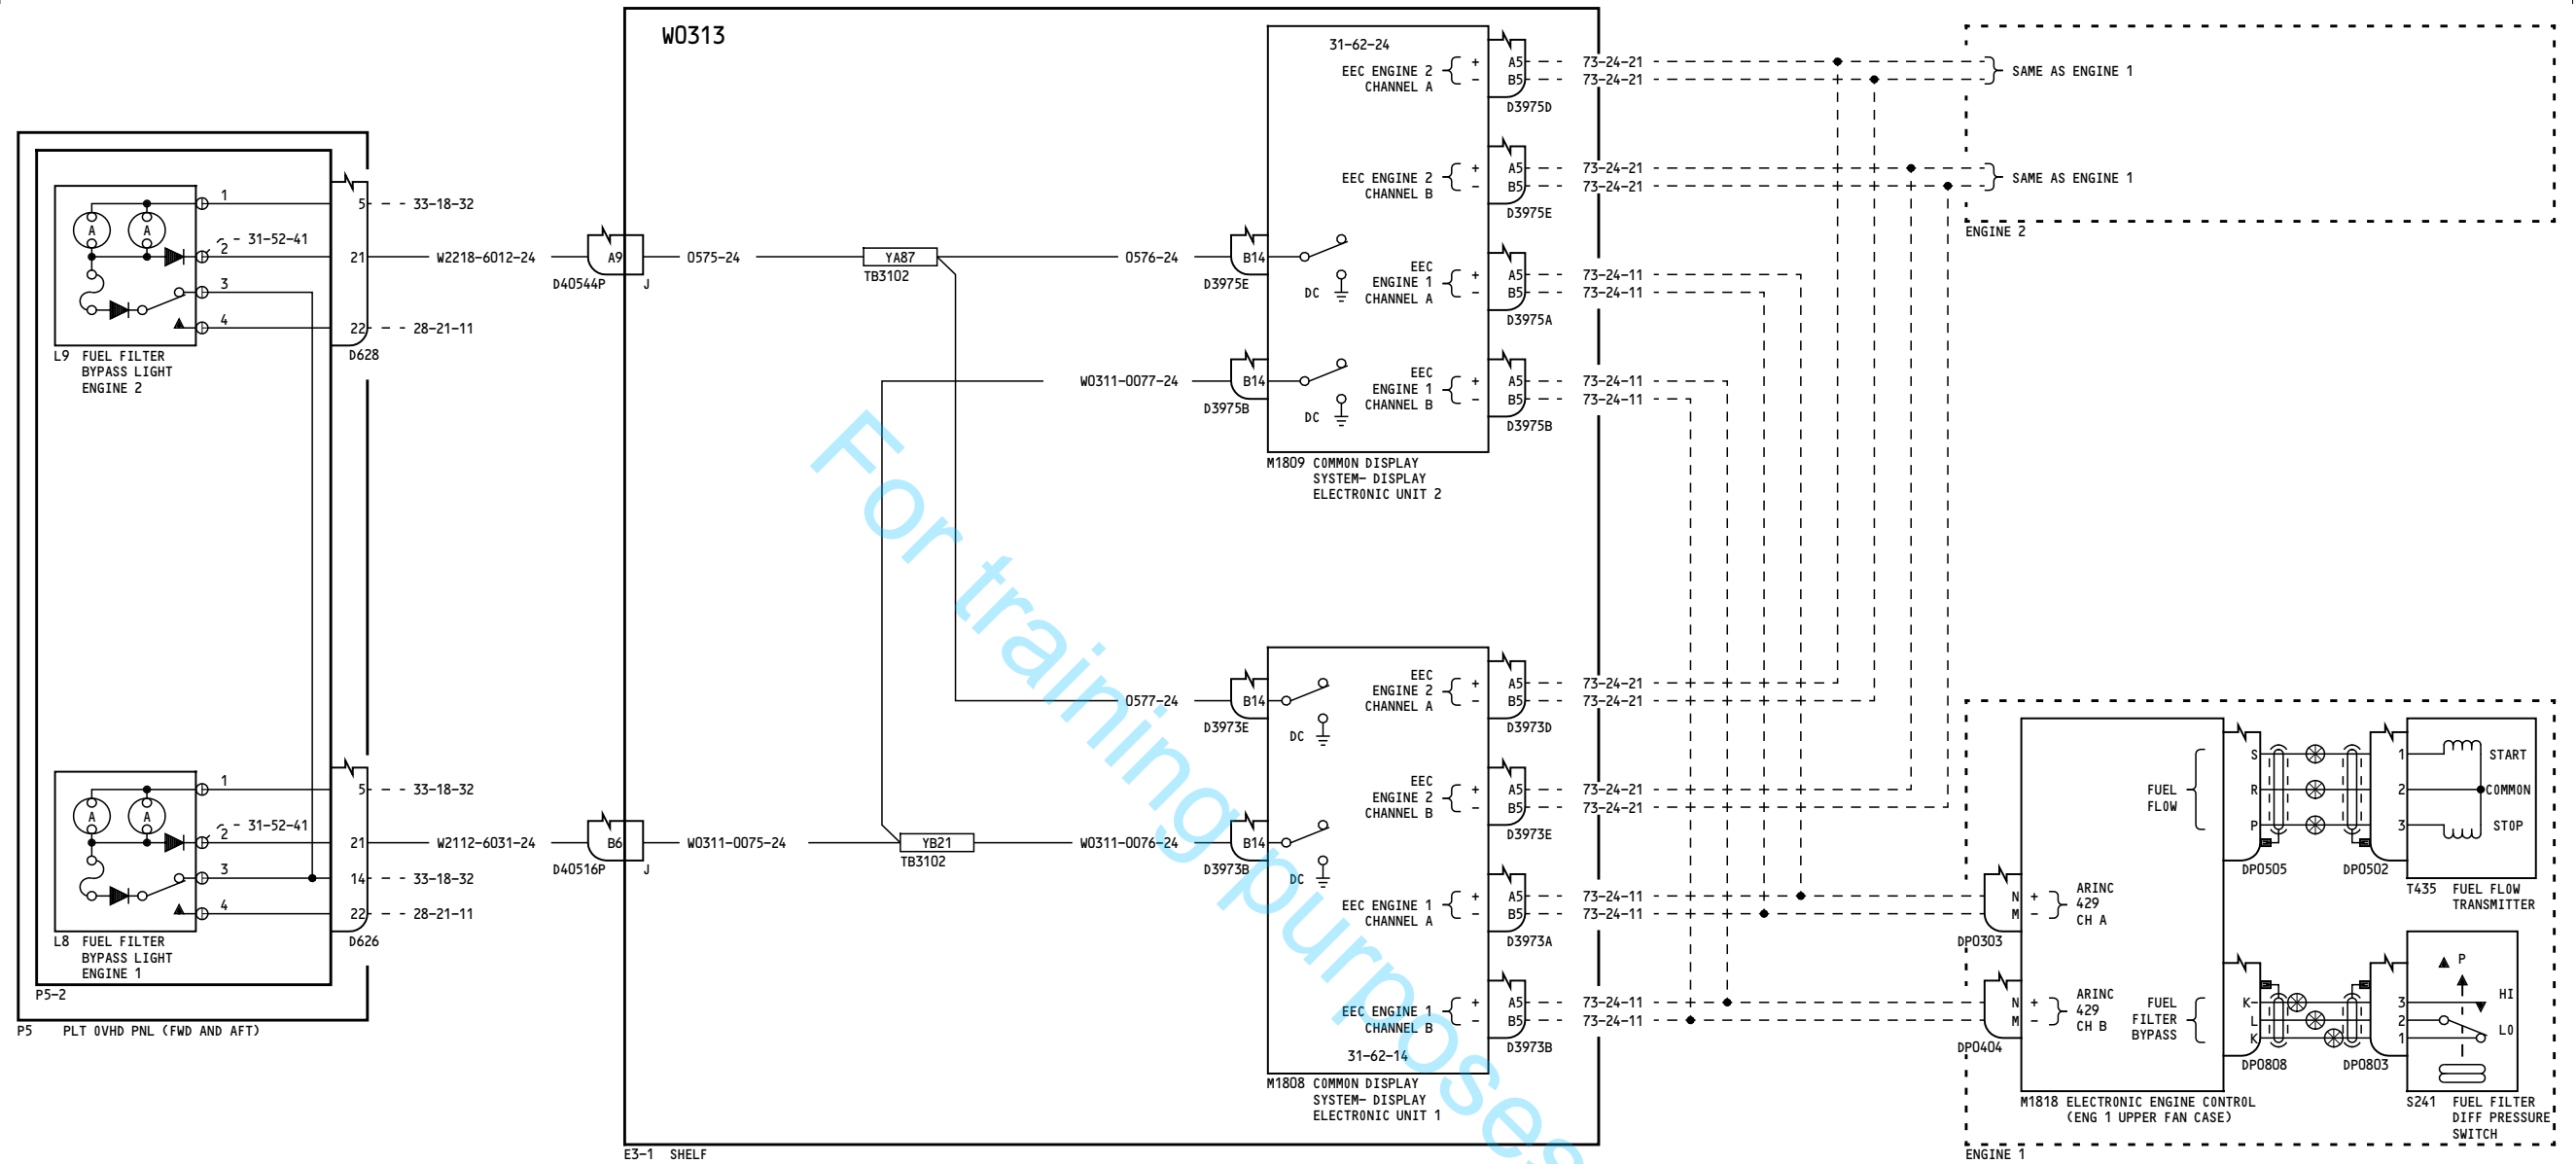 W0313
31-62-24
EEC ENGINE 2
CHANNEL A
+ A5 73-24-21
- B5 73-24-21
D3975D
SAME AS ENGINE 1
EEC ENGINE 2
CHANNEL B
+ A5 73-24-21
- B5 73-24-21
D3975E
SAME AS ENGINE 1
ENGINE 2
1
5 33-18-32
A A
2 31-52-41
21 W2218-6012-24
A9
D40544P J
0575-24
YA87
TB3102
0576-24
B14
D3975E
DC
3
4
22 28-21-11
D628
L9 FUEL FILTER
BYPASS LIGHT
ENGINE 2
EEC
ENGINE 1
CHANNEL A
+ A5 73-24-11
- B5 73-24-11
D3975A
W0311-0077-24
B14
D3975B
DC
EEC
ENGINE 1
CHANNEL B
+ A5 73-24-11
- B5 73-24-11
D3975B
M1809 COMMON DISPLAY
SYSTEM- DISPLAY
ELECTRONIC UNIT 2
For training purposes
0577-24
B14
D3973E
DC
EEC
ENGINE 2
CHANNEL A
+ A5 73-24-21
- B5 73-24-21
D3973D
EEC
ENGINE 2
CHANNEL B
+ A5 73-24-21
- B5 73-24-21
D3973E
1
5 33-18-32
A A
2 31-52-41
21 W2112-6031-24
B6
D40516P J
W0311-0075-24
YB21
TB3102
W0311-0076-24
B14
D3973B
DC
3
14 33-18-32
4
22 28-21-11
D626
L8 FUEL FILTER
BYPASS LIGHT
ENGINE 1
P5-2
P5 PLT OVHD PNL (FWD AND AFT)
EEC ENGINE 1
CHANNEL A
+ A5 73-24-11
- B5 73-24-11
D3973A
EEC ENGINE 1
CHANNEL B
+ A5 73-24-11
- B5 73-24-11
D3973B
31-62-14
M1808 COMMON DISPLAY
SYSTEM- DISPLAY
ELECTRONIC UNIT 1
E3-1 SHELF
FUEL
FLOW
S
R
P
DP0505
1
2
3
DP0502
START
COMMON
STOP
T435 FUEL FLOW
TRANSMITTER
N +
M -
ARINC
429
CH A
DP0303
N +
M -
ARINC
429
CH B
DP0404
FUEL
FILTER
BYPASS
K-
L
K
DP0808
3
2
1
DP0803
P
HI
LO
M1818 ELECTRONIC ENGINE CONTROL
(ENG 1 UPPER FAN CASE)
S241 FUEL FILTER
DIFF PRESSURE
SWITCH
ENGINE 1